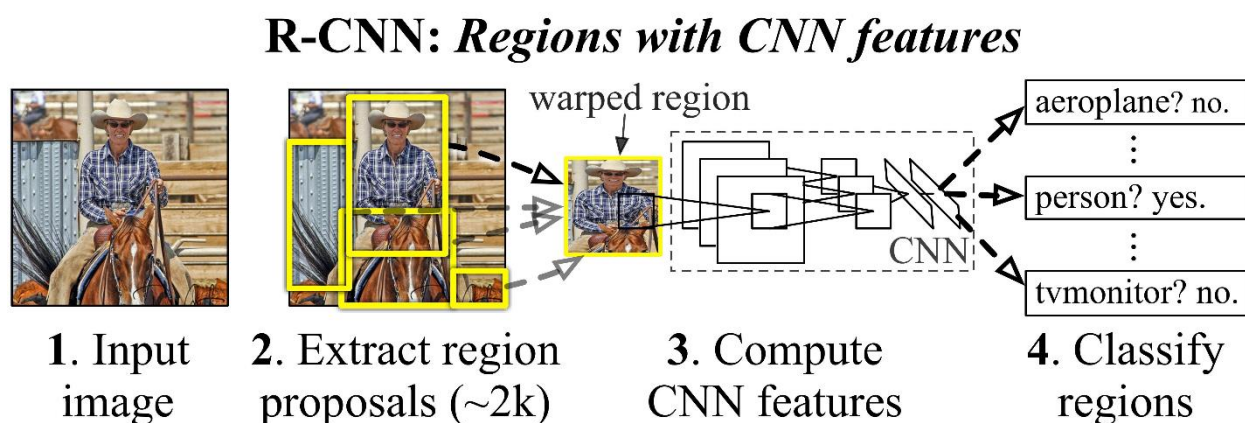 R-CNN: Regions with CNN features
warped region
aeroplane? no.
person? yes.
tvmonitor? no.
CNN
1. Input
image
2. Extract region
proposals (~2k)
3. Compute
CNN features
4. Classify
regions